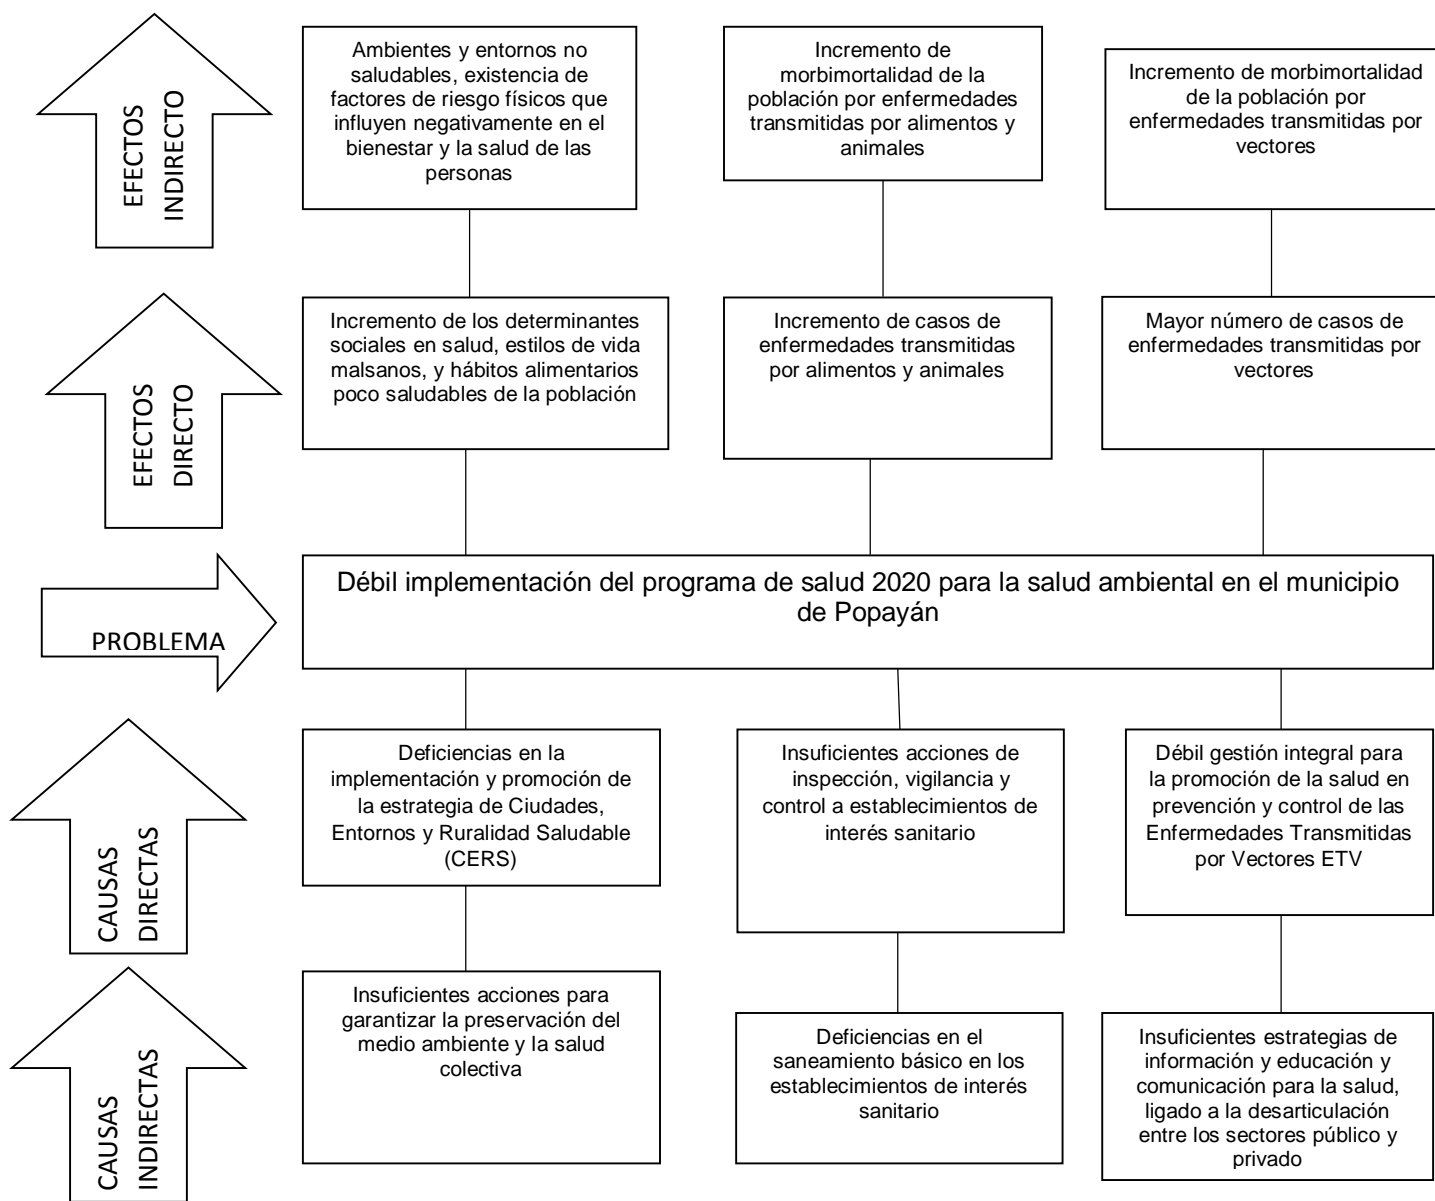 EFECTOS
INDIRECTO
Ambientes y entornos no
saludables, existencia de
factores de riesgo físicos que
influyen negativamente en el
bienestar y la salud de las
personas
Incremento de
morbimortalidad de la
población por enfermedades
transmitidas por alimentos y
animales
Incremento de morbimortalidad
de la población por
enfermedades transmitidas por
vectores
EFECTOS
DIRECTO
Incremento de los determinantes
sociales en salud, estilos de vida
malsanos, y hábitos alimentarios
poco saludables de la población
Incremento de casos de
enfermedades transmitidas
por alimentos y animales
Mayor número de casos de
enfermedades transmitidas por
vectores
PROBLEMA
Débil implementación del programa de salud 2020 para la salud ambiental en el municipio
de Popayán
CAUSAS
DIRECTAS
Deficiencias en la
implementación y promoción de
la estrategia de Ciudades,
Entornos y Ruralidad Saludable
(CERS)
Insuficientes acciones de
inspección, vigilancia y
control a establecimientos de
interés sanitario
Débil gestión integral para
la promoción de la salud en
prevención y control de las
Enfermedades Transmitidas
por Vectores ETV
CAUSAS
INDIRECTAS
Insuficientes acciones para
garantizar la preservación del
medio ambiente y la salud
colectiva
Deficiencias en el
saneamiento básico en los
establecimientos de interés
sanitario
Insuficientes estrategias de
información y educación y
comunicación para la salud,
ligado a la desarticulación
entre los sectores público y
privado